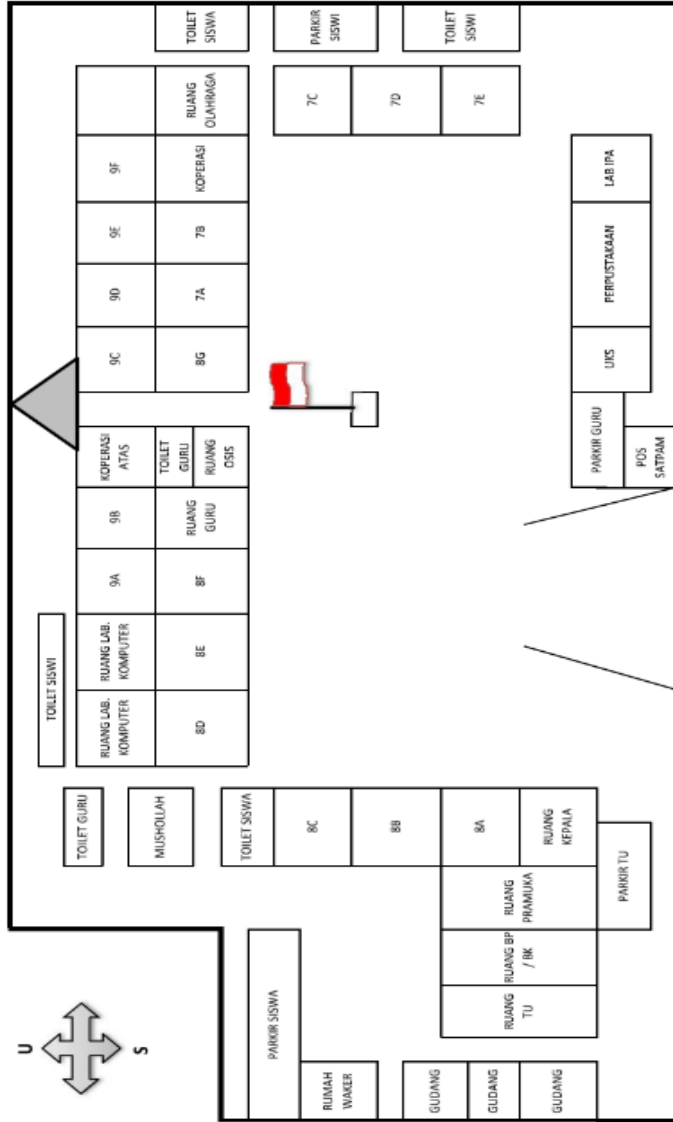 TOILET
SISWA
PARKIR
SISWI
TOILET
SISWI
RUANG
OLAHRAGA
7C
7D
7E
9F
KOPERASI
LAB IPA
9E
7B
PERPUSTAKAAN
9D
7A
9C
8G
UKS
KOPERASI
ATAS
TOILET
GURU
RUANG
OSIS
PARKIR GURU
POS
SATPAM
9B
RUANG
GURU
9A
8F
TOILET SISWI
RUANG LAB.
KOMPUTER
8E
RUANG LAB.
KOMPUTER
8D
TOILET GURU
MUSHOLLAH
TOILET SISWA
8C
8B
8A
RUANG
KEPALA
RUANG
PRAMUKA
PARKIR TU
RUANG BP
/ BK
RUANG
TU
PARKIR SISWA
RUMAH
WAKER
GUDANG
GUDANG
GUDANG
U
S